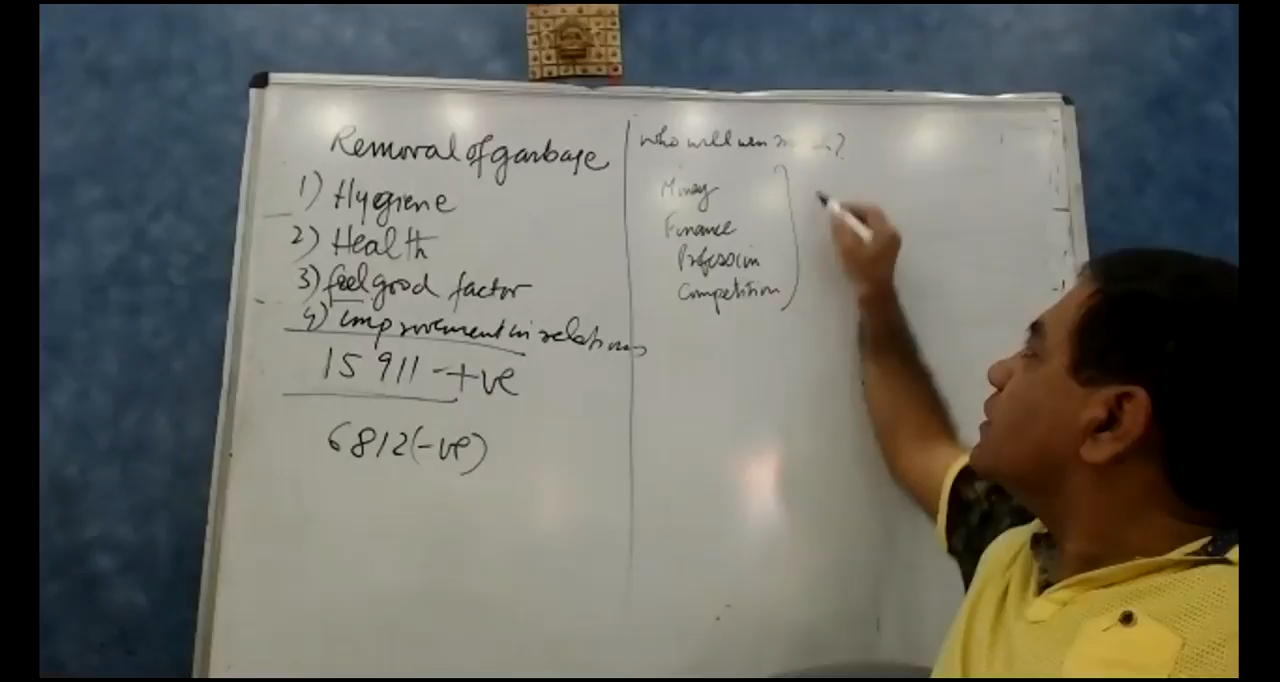 Removal of garbage
1) Hygiene
2) Health
3) feel good factor
4) improvement in relations
15 911 - +ve
6812 (-ve)
who will win
Money
Finance
Profession
Competition